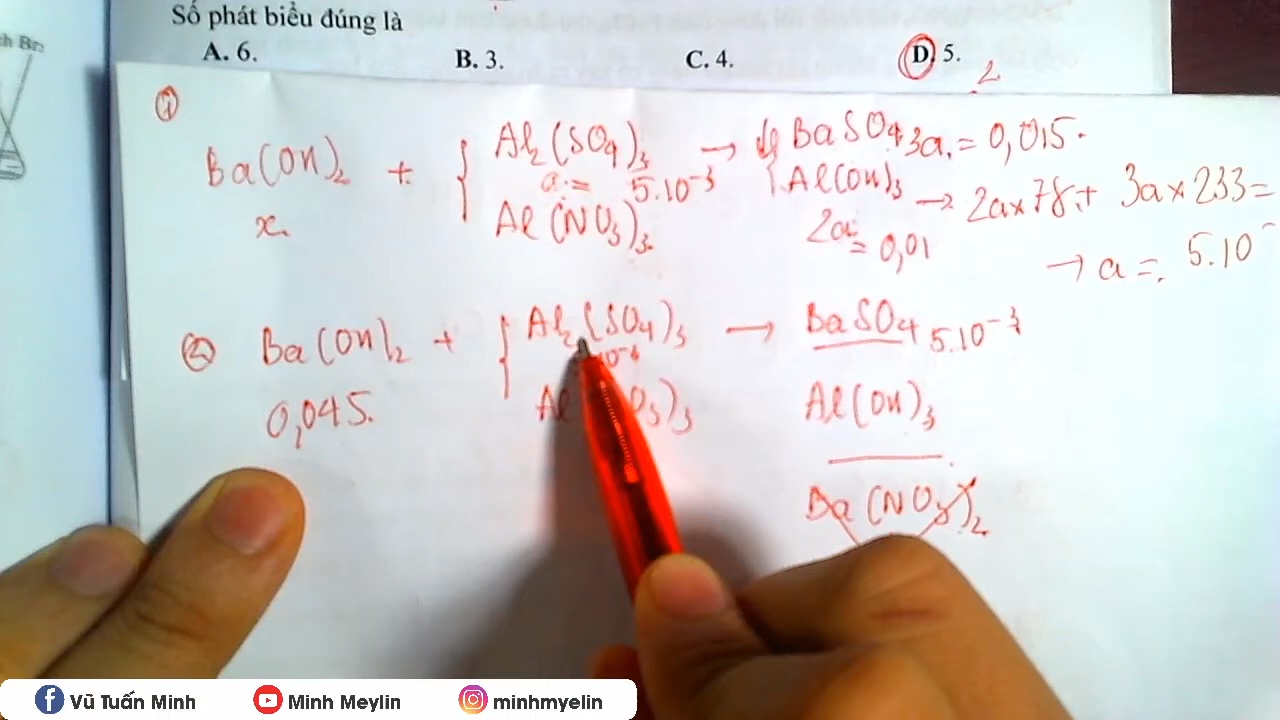 Số phát biểu đúng là
A. 6. B. 3. C. 4. D. 5.
2
1
Ba(OH)₂ + { Al₂(SO₄)₃ → BaSO₄ 3a = 0,015
a = 5.10⁻³ Al(OH)₃ → 2a×78 + 3a×233 =
x Al(NO₃)₃ 2a = 0,01
→ a = 5.10⁻
2 Ba(OH)₂ + { Al₂(SO₄)₃ → BaSO₄ 5.10⁻³
0,045. Al(OH)₃
Ba(NO₃)₂
Vũ Tuấn Minh Minh Meylin minhmyelin